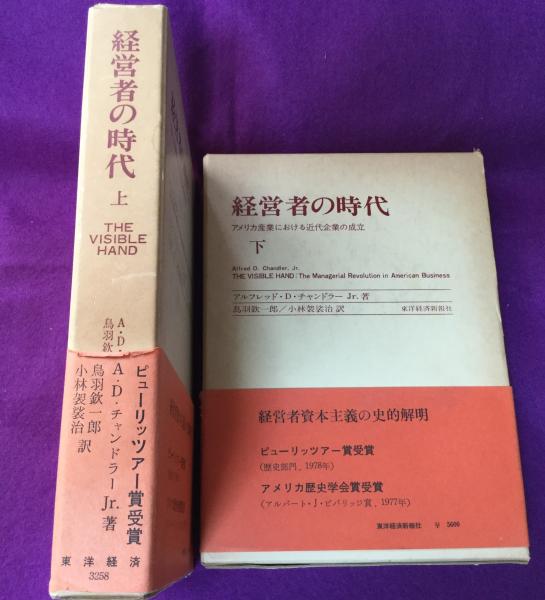 経営者の時代
上
THE
VISIBLE
HAND
A・D・
鳥羽欽
ピューリッツアー賞受賞
A・D・チャンドラー Jr. 著
鳥羽欽一郎
小林袈裟治 訳
東洋経済
3258
経営者の時代
アメリカ産業における近代企業の成立
下
Alfred D. Chandler, Jr.
THE VISIBLE HAND: The Managerial Revolution in American Business
アルフレッド・D・チャンドラー Jr. 著
鳥羽欽一郎／小林袈裟治 訳
東洋経済新報社
経営者資本主義の史的解明
ピューリッツアー賞受賞
(歴史部門、1978年)
アメリカ歴史学会賞受賞
(アルバート・J・ビバリッジ賞、1977年)
東洋経済新報社 ¥ 5600